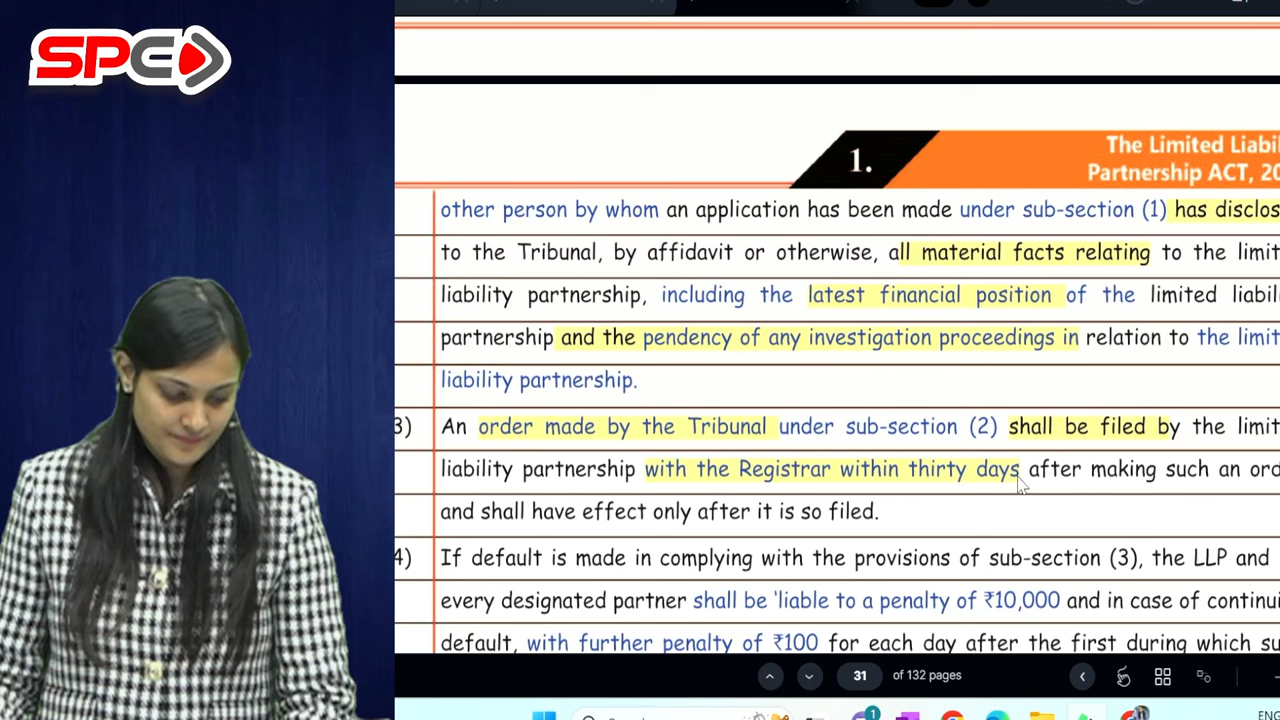 SPC
1.
The Limited Liabil
Partnership ACT, 20
other person by whom an application has been made under sub-section (1) has disclos
to the Tribunal, by affidavit or otherwise, all material facts relating to the limit
liability partnership, including the latest financial position of the limited liabil
partnership and the pendency of any investigation proceedings in relation to the limit
liability partnership.
3) An order made by the Tribunal under sub-section (2) shall be filed by the limit
liability partnership with the Registrar within thirty days after making such an ord
and shall have effect only after it is so filed.
4) If default is made in complying with the provisions of sub-section (3), the LLP and
every designated partner shall be 'liable to a penalty of ₹10,000 and in case of continui
default, with further penalty of ₹100 for each day after the first during which su
31 of 132 pages
1
ENG